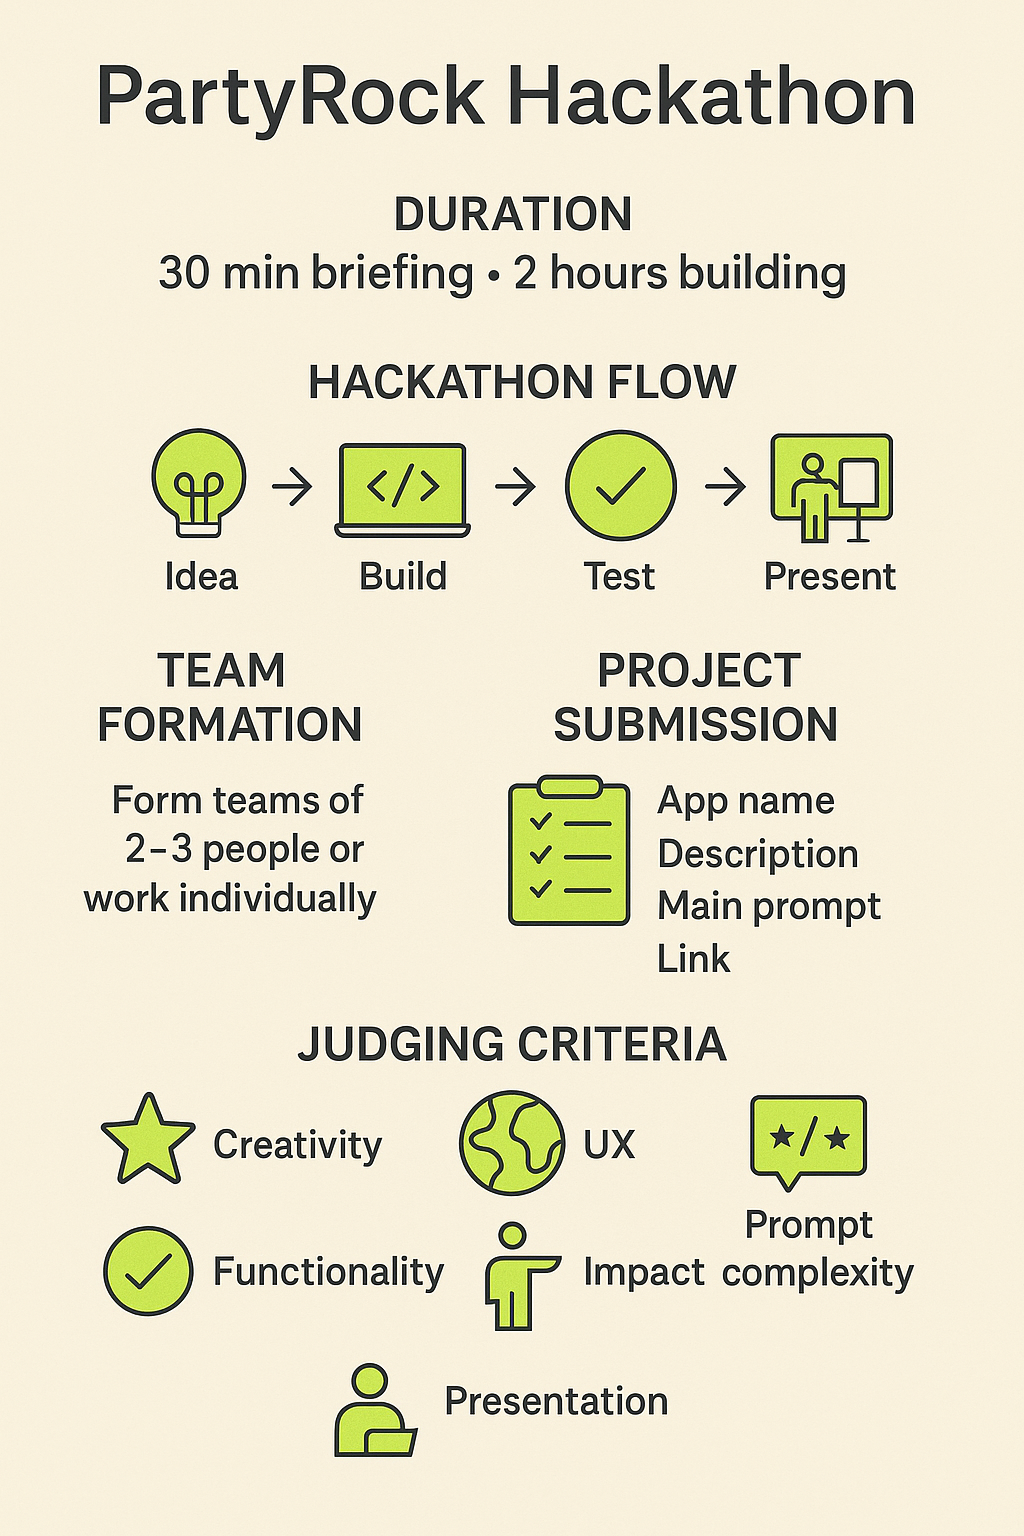 PartyRock Hackathon
DURATION
30 min briefing • 2 hours building
HACKATHON FLOW
Idea
Build
Test
Present
TEAM
FORMATION
Form teams of
2–3 people or
work individually
PROJECT
SUBMISSION
App name
Description
Main prompt
Link
JUDGING CRITERIA
Creativity
UX
Prompt
complexity
Functionality
Impact
Presentation